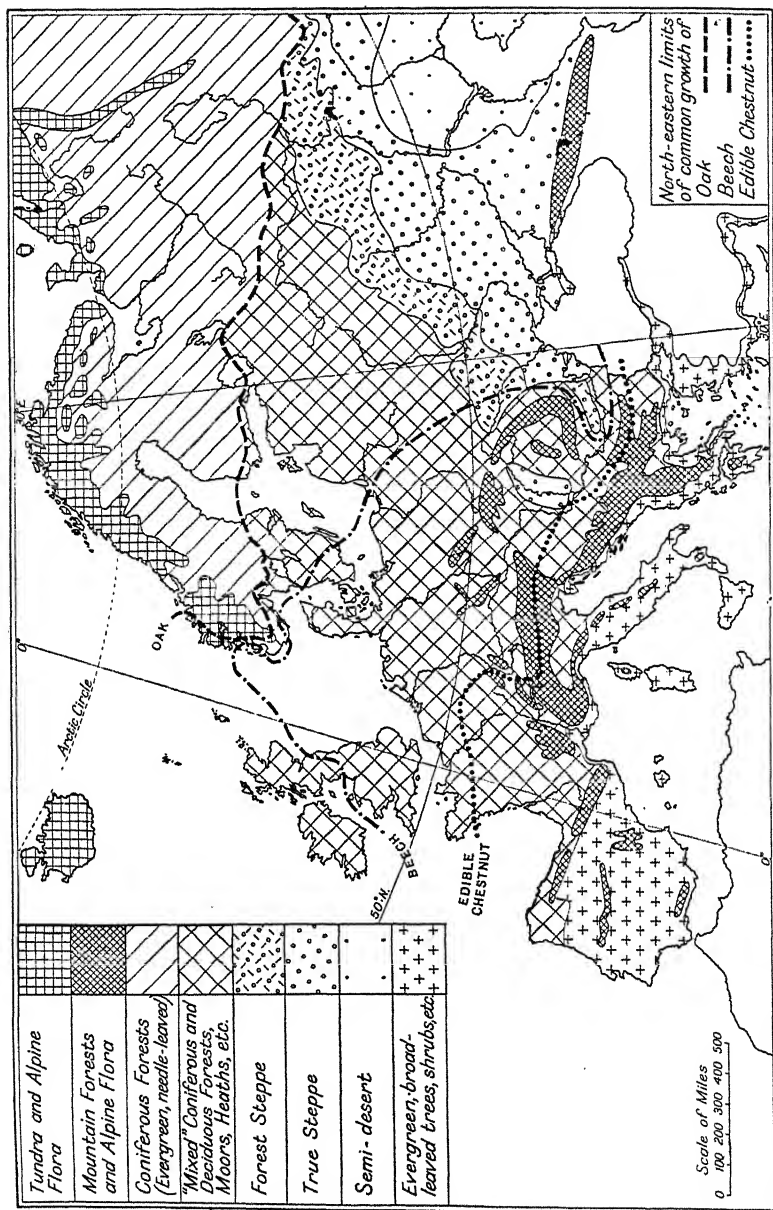 Tundra and Alpine
Flora
Mountain Forests
and Alpine Flora
Coniferous Forests
(Evergreen, needle-leaved)
"Mixed" Coniferous and
Deciduous Forests,
Moors, Heaths, etc.
Forest Steppe
True Steppe
Semi-desert
Evergreen, broad-
leaved trees, shrubs, etc.
Scale of Miles
0 100 200 300 400 500
North-eastern limits
of common growth of
Oak
Beech
Edible Chestnut
Arctic Circle
0°
30°E
OAK
BEECH
50°N.
EDIBLE
CHESTNUT
0°
30°E